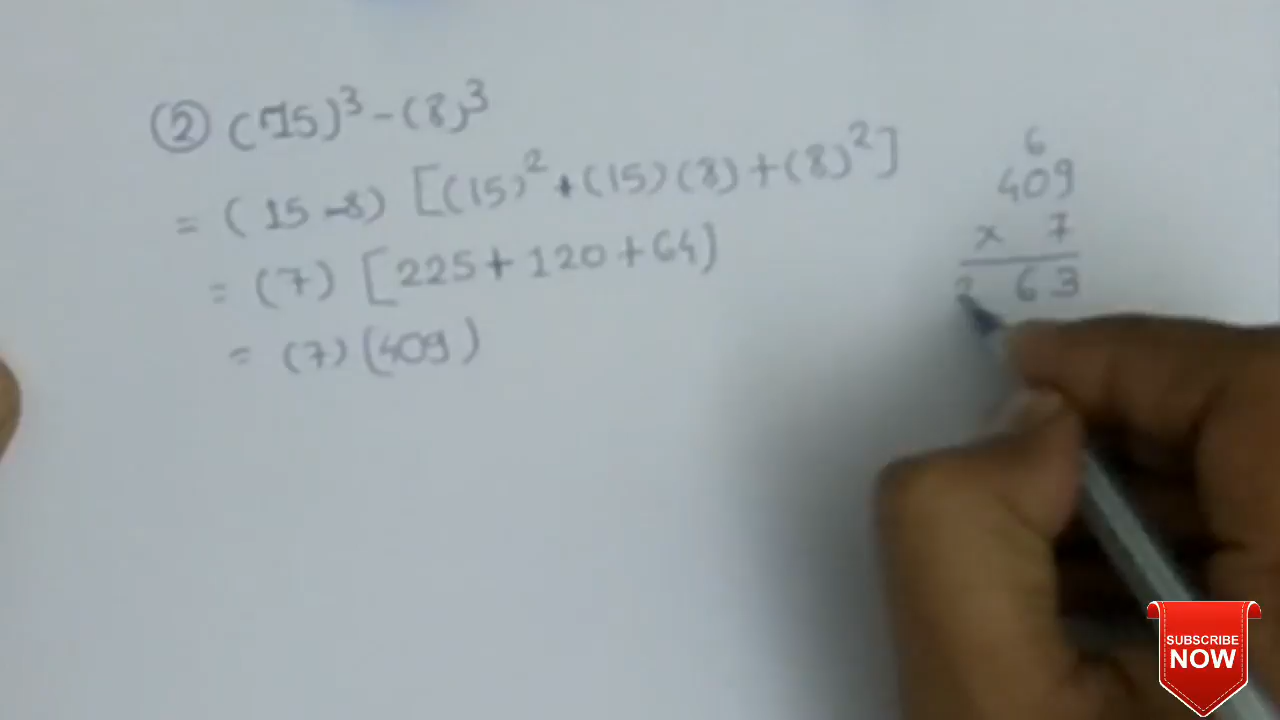 ② (15)³ - (8)³
= (15 - 8) [(15)² + (15)(8) + (8)²]
= (7) [225 + 120 + 64)
= (7) (409)
6
409
× 7
2 63
SUBSCRIBE
NOW